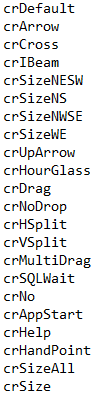 crDefault
crArrow
crCross
crIBeam
crSizeNESW
crSizeNS
crSizeNWSE
crSizeWE
crUpArrow
crHourGlass
crDrag
crNoDrop
crHSplit
crVSplit
crMultiDrag
crSQLWait
crNo
crAppStart
crHelp
crHandPoint
crSizeAll
crSize